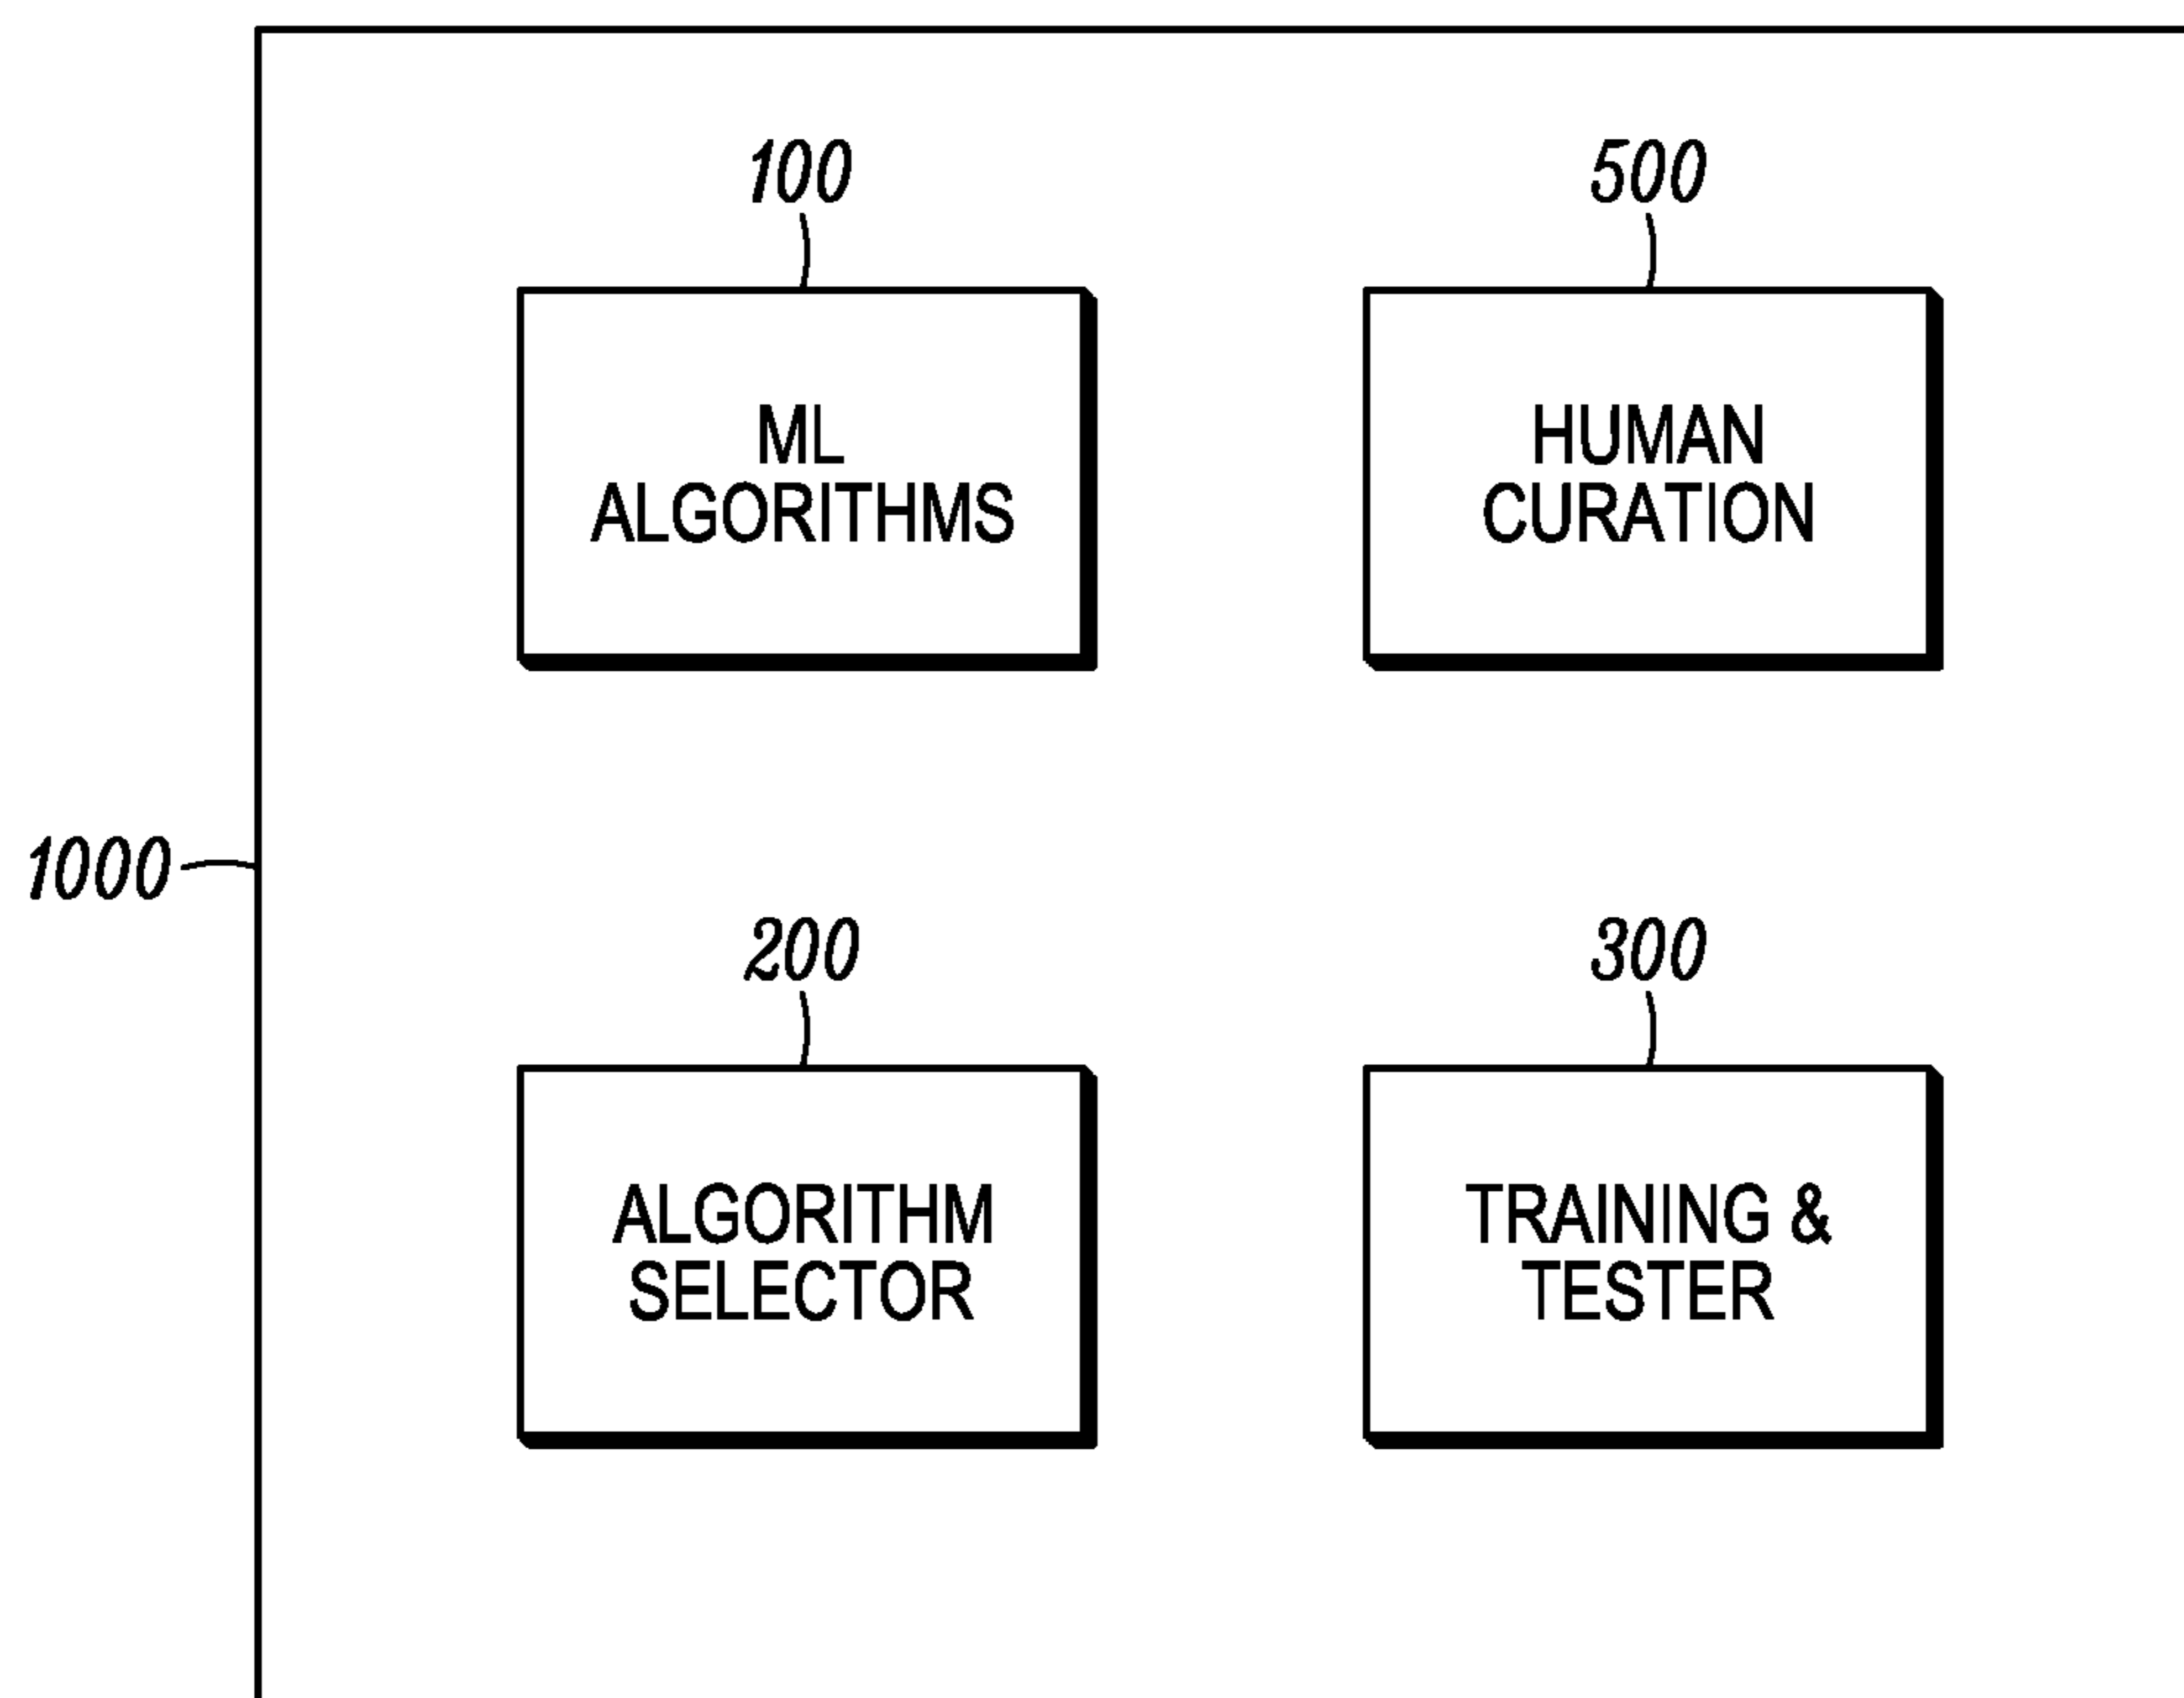 100
ML
ALGORITHMS
500
HUMAN
CURATION
1000
200
ALGORITHM
SELECTOR
300
TRAINING &
TESTER